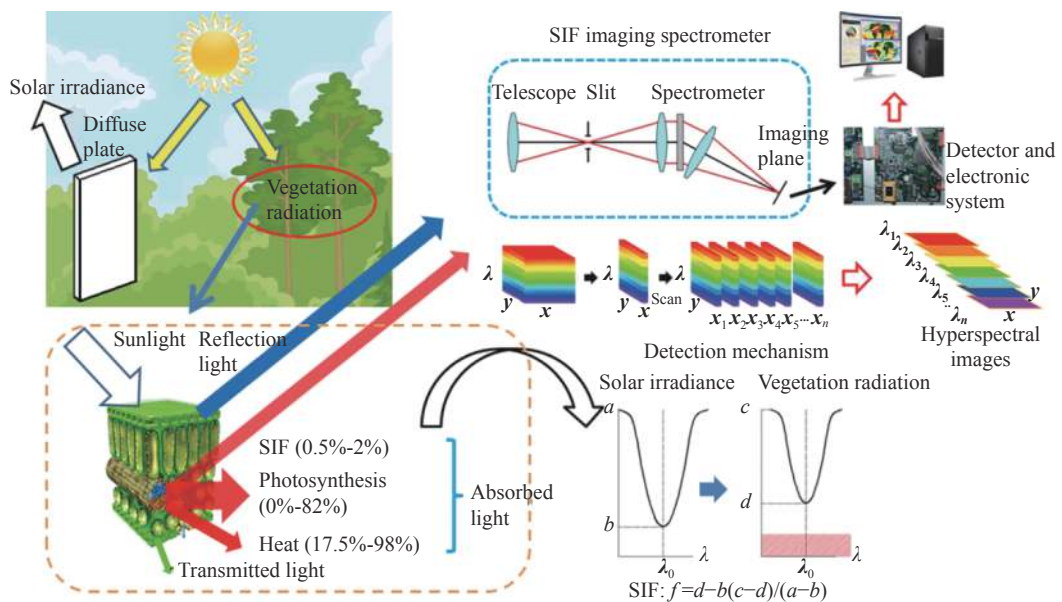 SIF imaging spectrometer
Solar irradiance
Diffuse
plate
Vegetation
radiation
Telescope Slit Spectrometer
Imaging
plane
Detector and
electronic
system
λ
y
x
λ
y
x
Scan
λ
y
x1 x2 x3 x4 x5 ... xn
λ1
λ2
λ3
λ4
λ5
...
λn
y
x
Hyperspectral
images
Detection mechanism
Sunlight
Reflection
light
SIF (0.5%-2%)
Photosynthesis
(0%-82%)
Heat (17.5%-98%)
Transmitted light
Absorbed
light
Solar irradiance
a
b
λ0
λ
Vegetation radiation
c
d
λ0
λ
SIF: f =d−b(c−d)/(a−b)